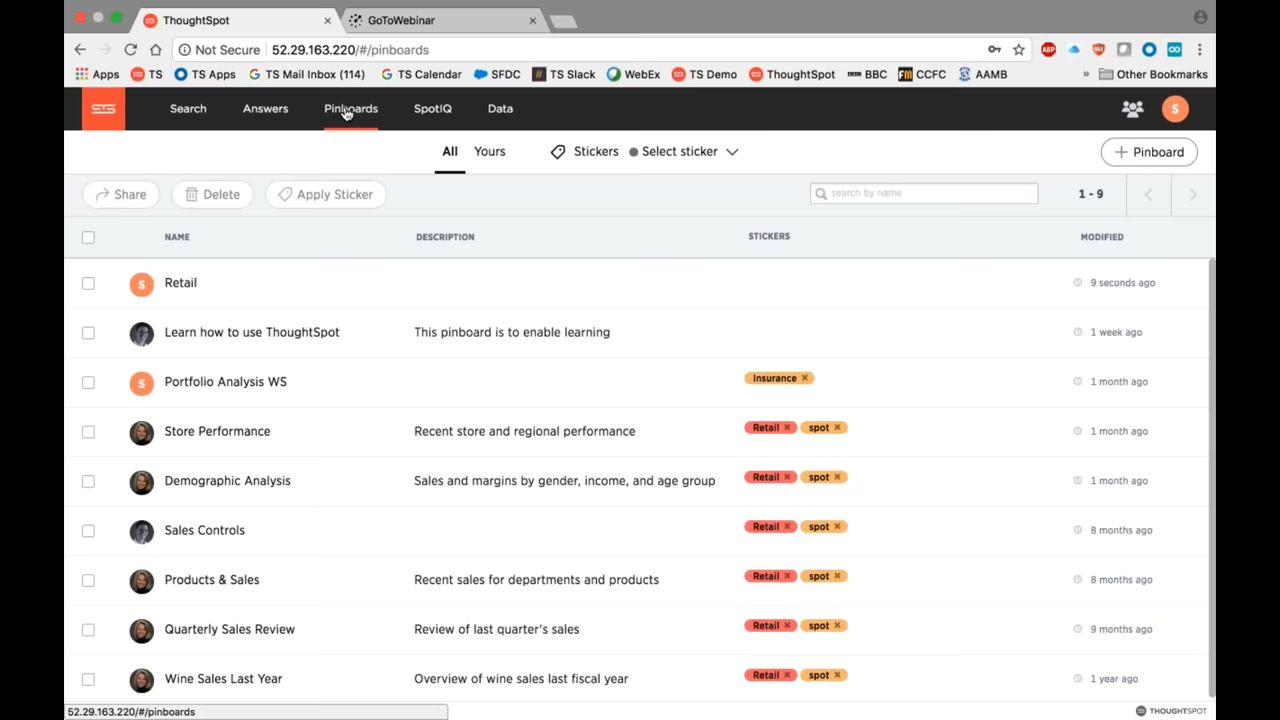 ThoughtSpot
GoToWebinar
Not Secure 52.29.163.220/#/pinboards
ABP
Apps TS TS Apps TS Mail Inbox (114) TS Calendar SFDC TS Slack WebEx TS Demo ThoughtSpot BBC CCFC AAMB » Other Bookmarks
Search Answers Pinboards SpotIQ Data S
All Yours Stickers Select sticker + Pinboard
Share Delete Apply Sticker search by name 1 - 9
NAME DESCRIPTION STICKERS MODIFIED
S Retail 9 seconds ago
Learn how to use ThoughtSpot This pinboard is to enable learning 1 week ago
S Portfolio Analysis WS Insurance × 1 month ago
Store Performance Recent store and regional performance Retail × spot × 1 month ago
Demographic Analysis Sales and margins by gender, income, and age group Retail × spot × 1 month ago
Sales Controls Retail × spot × 8 months ago
Products & Sales Recent sales for departments and products Retail × spot × 8 months ago
Quarterly Sales Review Review of last quarter's sales Retail × spot × 9 months ago
Wine Sales Last Year Overview of wine sales last fiscal year Retail × spot × 1 year ago
52.29.163.220/#/pinboards
THOUGHTSPOT